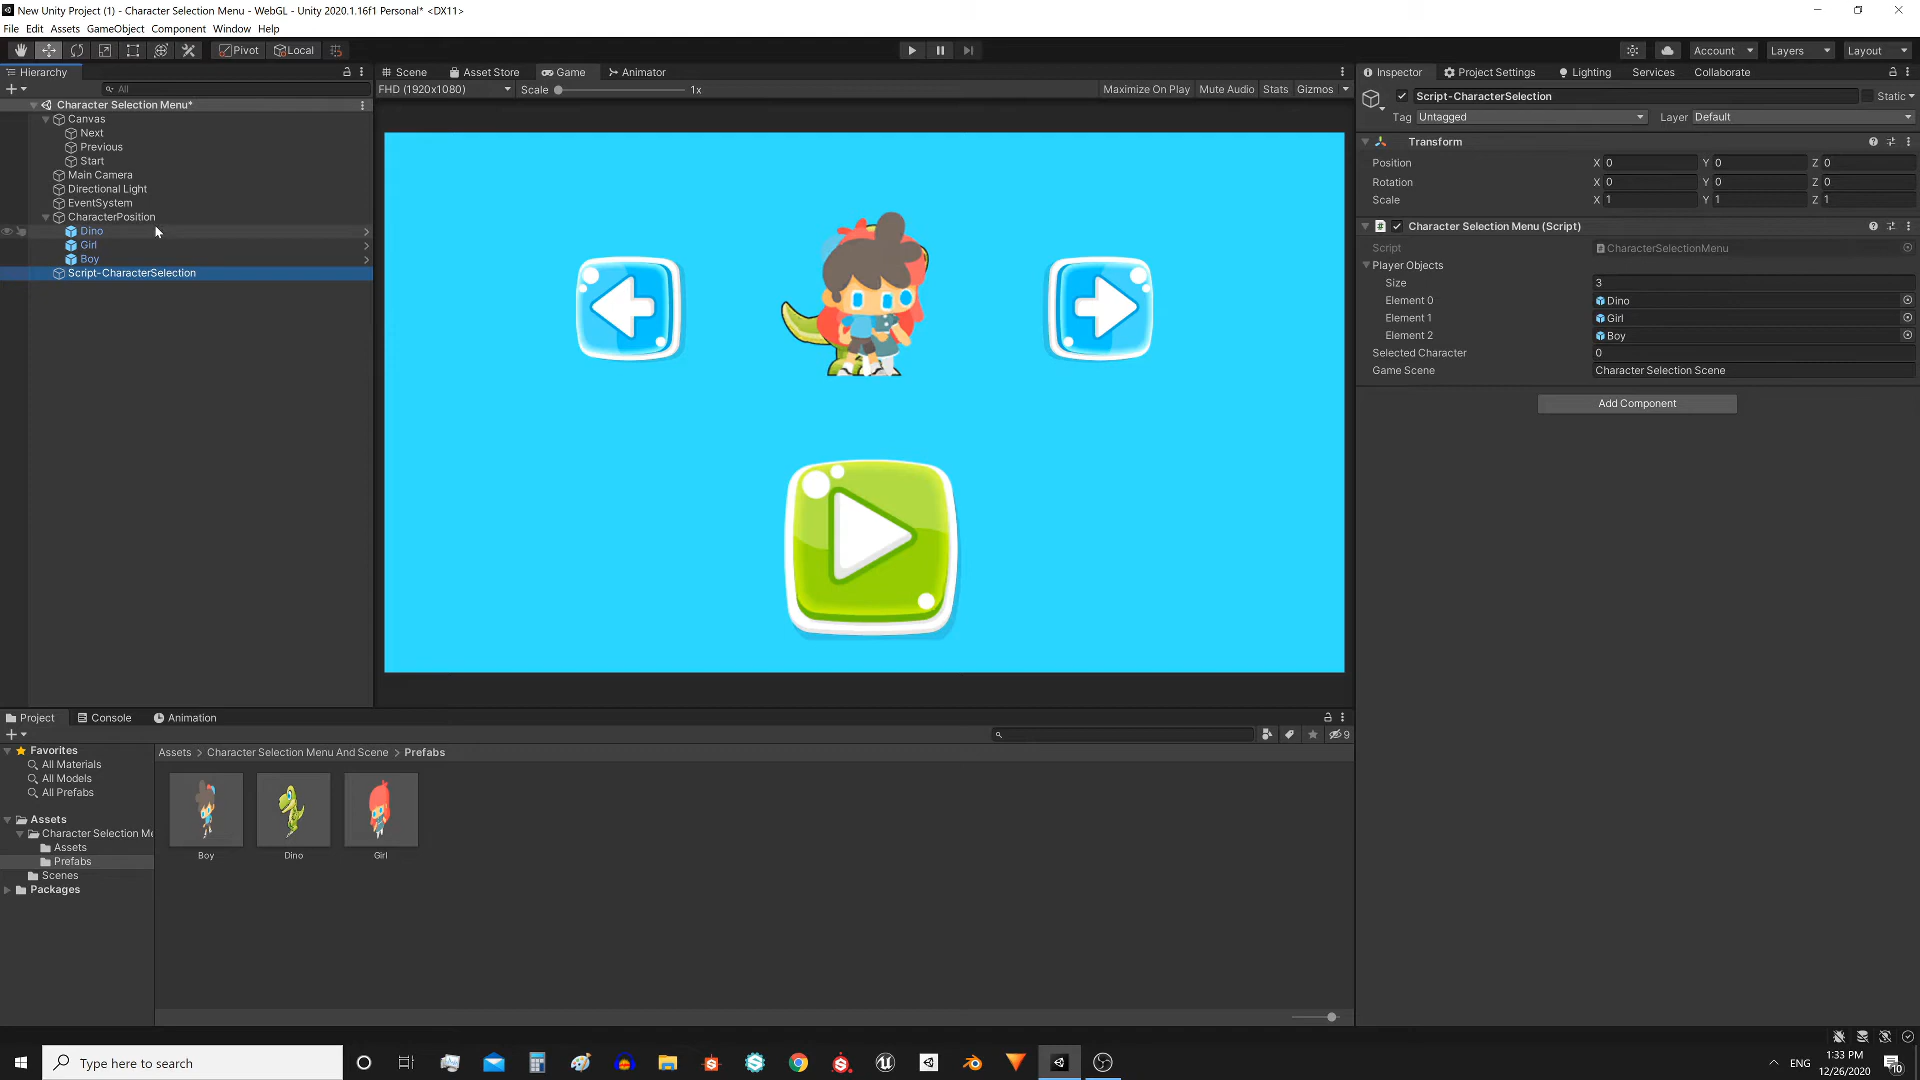 New Unity Project (1) - Character Selection Menu - WebGL - Unity 2020.1.16f1 Personal* <DX11>
File Edit Assets GameObject Component Window Help
Pivot Local Account Layers Layout
Hierarchy
All
Character Selection Menu*
Canvas
Next
Previous
Start
Main Camera
Directional Light
EventSystem
CharacterPosition
Dino
Girl
Boy
Script-CharacterSelection
Scene Asset Store Game Animator
FHD (1920x1080) Scale 1x Maximize On Play Mute Audio Stats Gizmos
Inspector Project Settings Lighting Services Collaborate
Script-CharacterSelection Static
Tag Untagged Layer Default
Transform
Position X 0 Y 0 Z 0
Rotation X 0 Y 0 Z 0
Scale X 1 Y 1 Z 1
Character Selection Menu (Script)
Script CharacterSelectionMenu
Player Objects
Size 3
Element 0 Dino
Element 1 Girl
Element 2 Boy
Selected Character 0
Game Scene Character Selection Scene
Add Component
Project Console Animation
9
Favorites
All Materials
All Models
All Prefabs
Assets
Character Selection Me
Assets
Prefabs
Scenes
Packages
Assets > Character Selection Menu And Scene > Prefabs
Boy Dino Girl
Type here to search
ENG
1:33 PM
12/26/2020
10